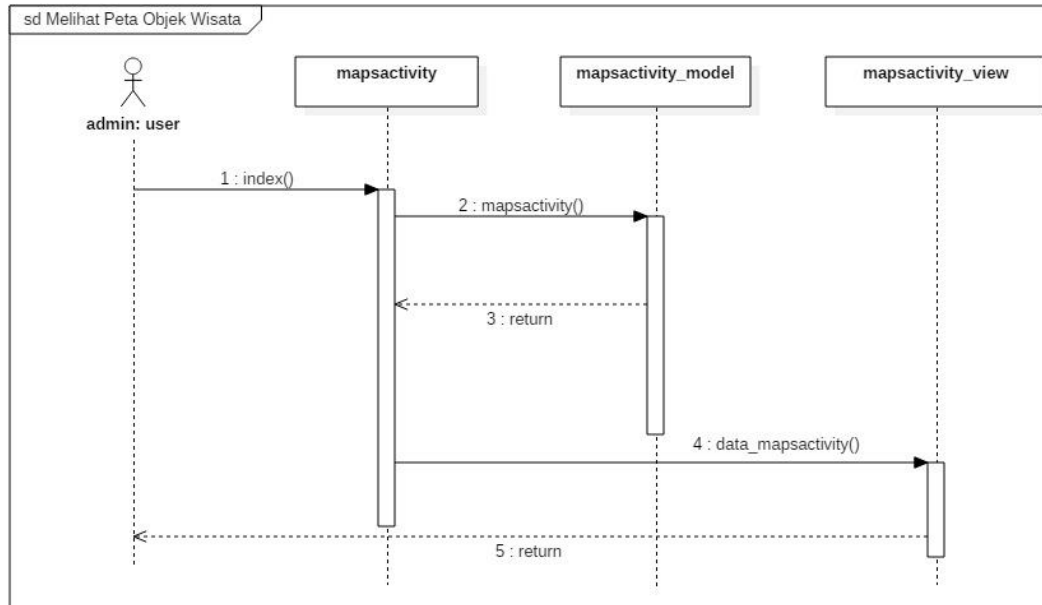 sd Melihat Peta Objek Wisata
mapsactivity
mapsactivity_model
mapsactivity_view
admin: user
1 : index()
2 : mapsactivity()
3 : return
4 : data_mapsactivity()
5 : return